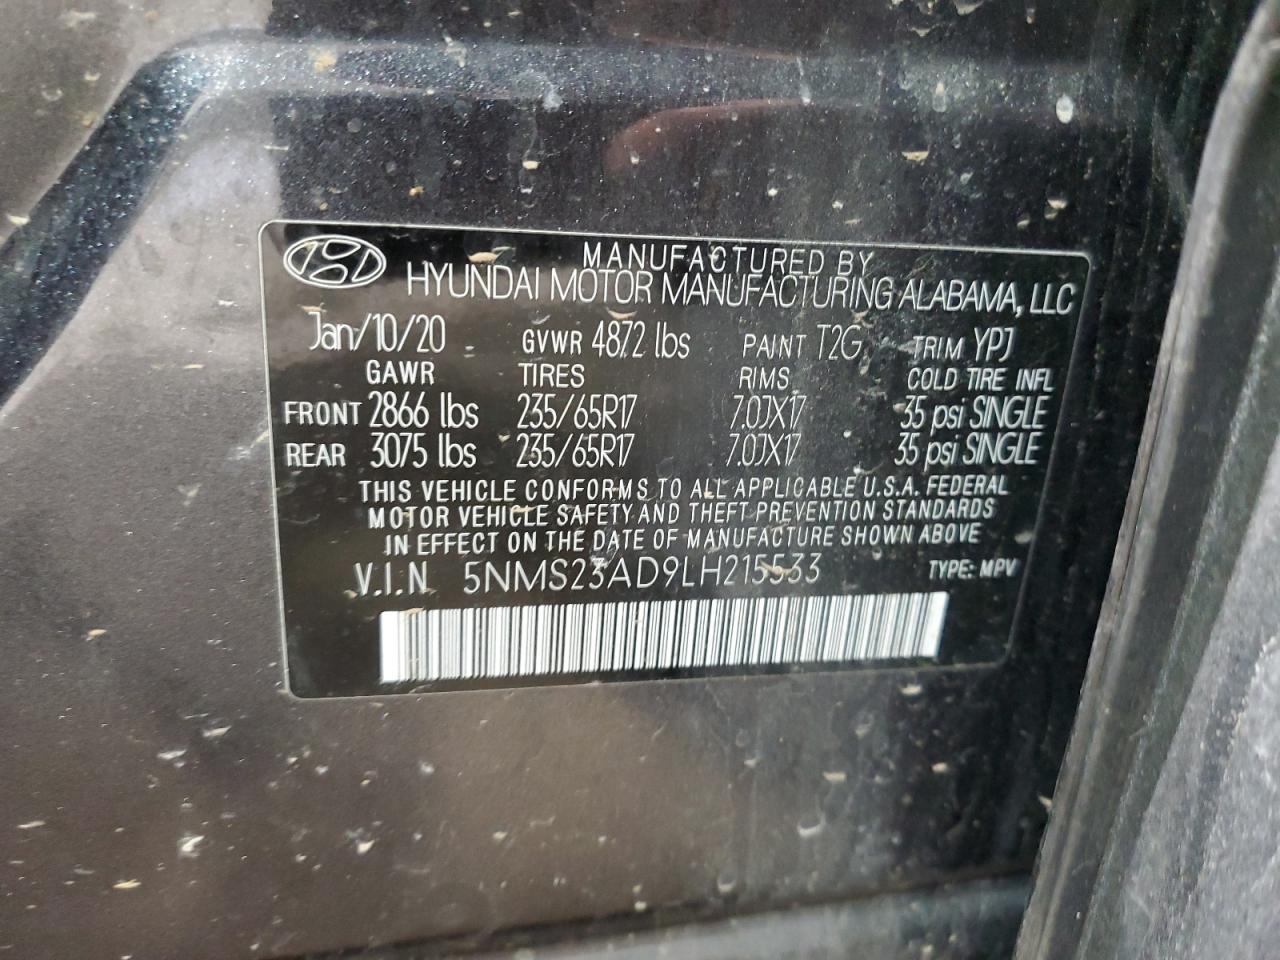 MANUFACTURED BY
HYUNDAI MOTOR MANUFACTURING ALABAMA, LLC
Jan/10/20 GVWR 4872 lbs PAINT T2G TRIM YPJ
GAWR TIRES RIMS COLD TIRE INFL
FRONT 2866 lbs 235/65R17 7.0JX17 35 psi SINGLE
REAR 3075 lbs 235/65R17 7.0JX17 35 psi SINGLE
THIS VEHICLE CONFORMS TO ALL APPLICABLE U.S.A. FEDERAL
MOTOR VEHICLE SAFETY AND THEFT PREVENTION STANDARDS
IN EFFECT ON THE DATE OF MANUFACTURE SHOWN ABOVE
V.I.N 5NMS23AD9LH215533 TYPE: MPV